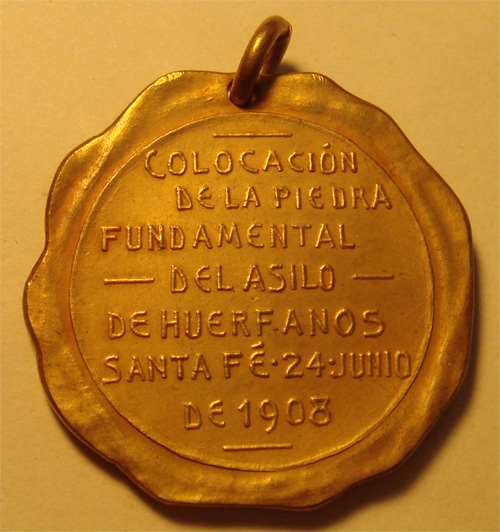 COLOCACIÓN
DE LA PIEDRA
FUNDAMENTAL
DEL ASILO
DE HUERFANOS
SANTA FÉ·24·JUNIO
DE 1908